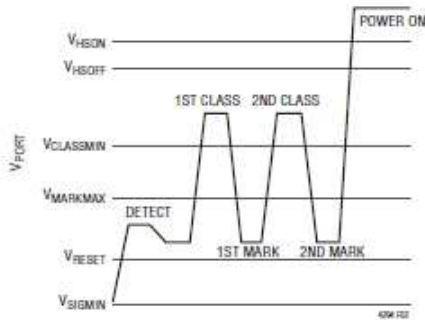 POWER ON
VHSON
VHSOFF
1ST CLASS 2ND CLASS
VCLASSMIN
VPORT
VMARKMAX
DETECT
1ST MARK 2ND MARK
VRESET
VSIGMIN